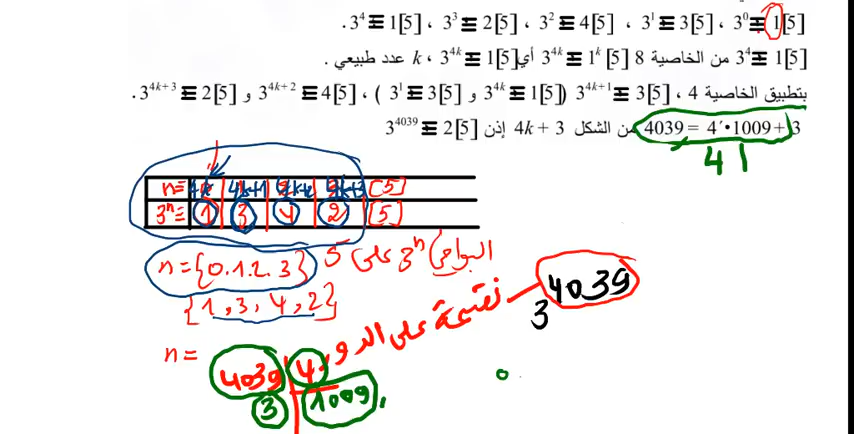 3⁰ ≡ 1[5] ، 3¹ ≡ 3[5] ، 3² ≡ 4[5] ، 3³ ≡ 2[5] ، 3⁴ ≡ 1[5].
3⁴ ≡ 1[5] من الخاصية 8 3⁴ᵏ ≡ 1ᵏ [5] أي 3⁴ᵏ ≡ 1[5] ، k عدد طبيعي .
بتطبيق الخاصية 4 ، 3⁴ᵏ⁺¹ ≡ 3[5] (3⁴ᵏ ≡ 1[5] و 3¹ ≡ 3[5] ) ، 3⁴ᵏ⁺² ≡ 4[5] و 3⁴ᵏ⁺³ ≡ 2[5] .
4039 = 4´•1009 + 3 من الشكل 4k + 3 إذن 3⁴⁰³⁹ ≡ 2[5]
4 1
n= 4k 4k+1 4k+2 4k+3 [5]
3ⁿ ≡ 1 3 4 2 [5]
البواقي 3ⁿ على 5
n = {0.1.2.3}
{1, 3, 4, 2}
3⁴⁰³⁹
نقسمة على الدور
n = 4039 4
3 1009